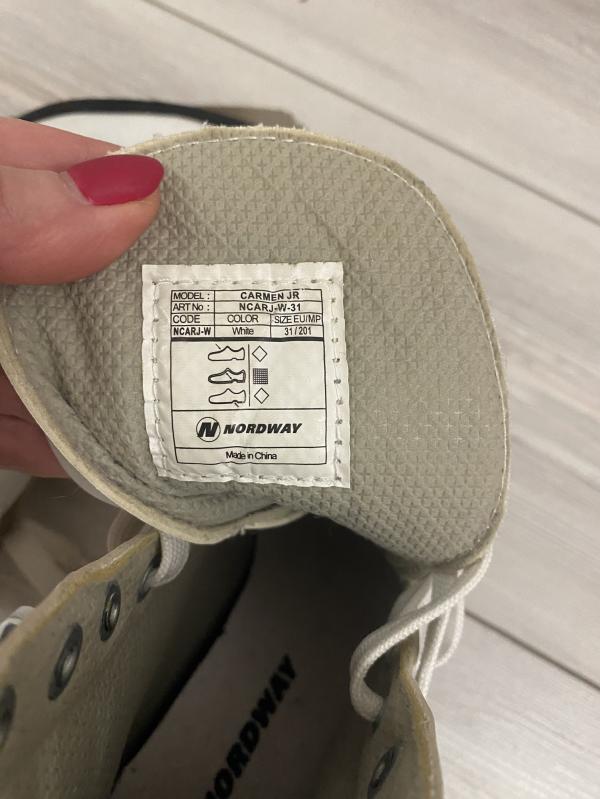 MODEL : CARMEN JR
ART No : NCARJ-W-31
CODE COLOR SIZE EU/MP
NCARJ-W White 31 / 201
N NORDWAY
Made in China
NORDWAY